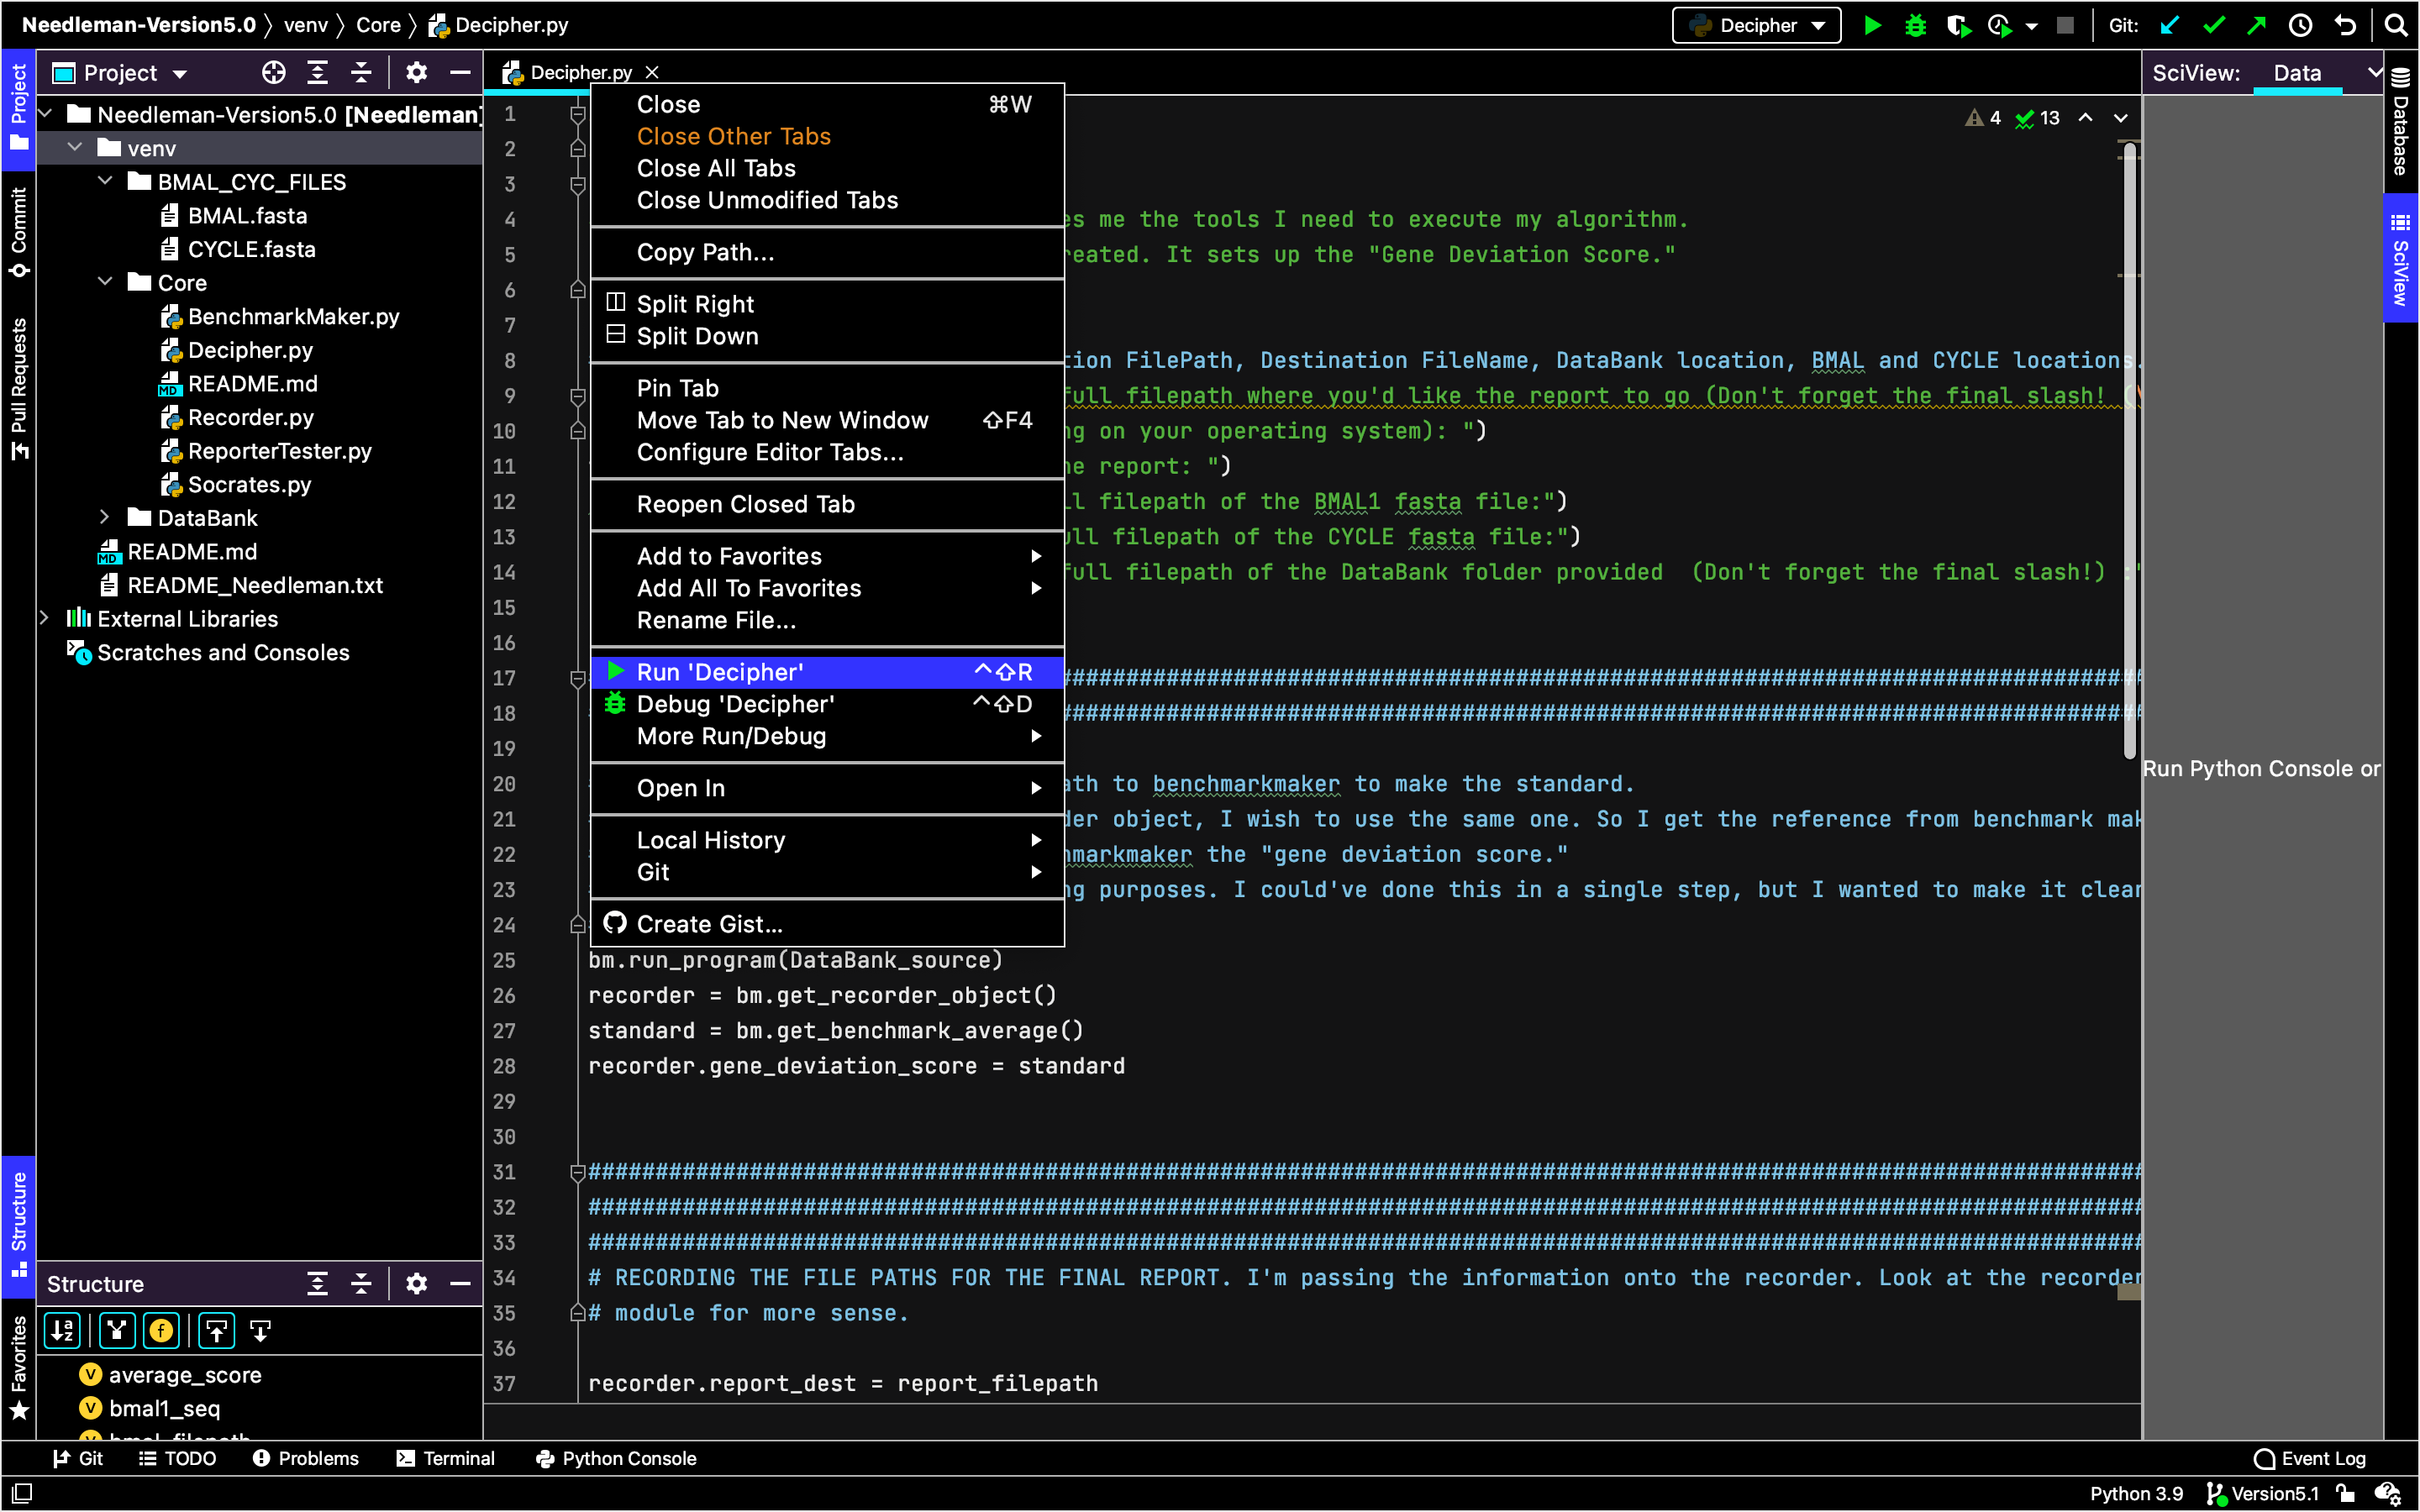 Needleman-Version5.0 〉 venv 〉 Core 〉 Decipher.py
Decipher
Git:
Project
Decipher.py
SciView: Data
Needleman-Version5.0 [Needleman]
venv
BMAL_CYC_FILES
BMAL.fasta
CYCLE.fasta
Core
BenchmarkMaker.py
Decipher.py
README.md
Recorder.py
ReporterTester.py
Socrates.py
DataBank
README.md
README_Needleman.txt
External Libraries
Scratches and Consoles
Project
Commit
Pull Requests
Structure
Favorites
Close ⌘W
Close Other Tabs
Close All Tabs
Close Unmodified Tabs
Copy Path...
Split Right
Split Down
Pin Tab
Move Tab to New Window ⇧F4
Configure Editor Tabs...
Reopen Closed Tab
Add to Favorites
Add All To Favorites
Rename File...
Run 'Decipher' ^⇧R
Debug 'Decipher' ^⇧D
More Run/Debug
Open In
Local History
Git
Create Gist...
4 13
1
2
3
4 es me the tools I need to execute my algorithm.
5 reated. It sets up the "Gene Deviation Score."
6
7
8 tion FilePath, Destination FileName, DataBank location, BMAL and CYCLE locations.
9 full filepath where you'd like the report to go (Don't forget the final slash! (
10 ng on your operating system): ")
11 he report: ")
12 ll filepath of the BMAL1 fasta file:")
13 ull filepath of the CYCLE fasta file:")
14 full filepath of the DataBank folder provided  (Don't forget the final slash!) :"
15
16
17 ################################################################################
18 ################################################################################
19
20 ath to benchmarkmaker to make the standard.
21 der object, I wish to use the same one. So I get the reference from benchmark mak
22 hmarkmaker the "gene deviation score."
23 ng purposes. I could've done this in a single step, but I wanted to make it clear
24
25 bm.run_program(DataBank_source)
26 recorder = bm.get_recorder_object()
27 standard = bm.get_benchmark_average()
28 recorder.gene_deviation_score = standard
29
30
31 ####################################################################################################################
32 ####################################################################################################################
33 ####################################################################################################################
34 # RECORDING THE FILE PATHS FOR THE FINAL REPORT. I'm passing the information onto the recorder. Look at the recorder
35 # module for more sense.
36
37 recorder.report_dest = report_filepath
Run Python Console or
Database
SciView
Structure
average_score
bmal1_seq
bmal_filepath
Git
TODO
Problems
Terminal
Python Console
Event Log
Python 3.9
Version5.1